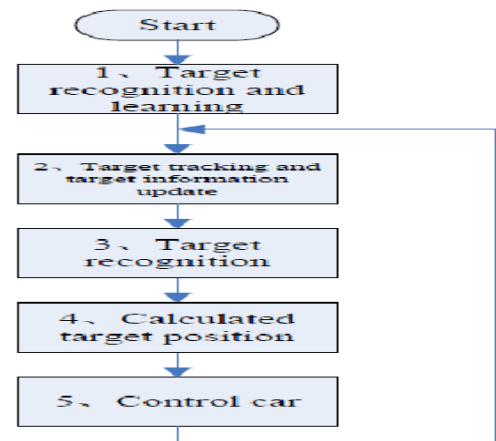 Start
1、Target
recognition and
learning
2、Target tracking and
target information
update
3、Target
recognition
4、Calculated
target position
5、Control car